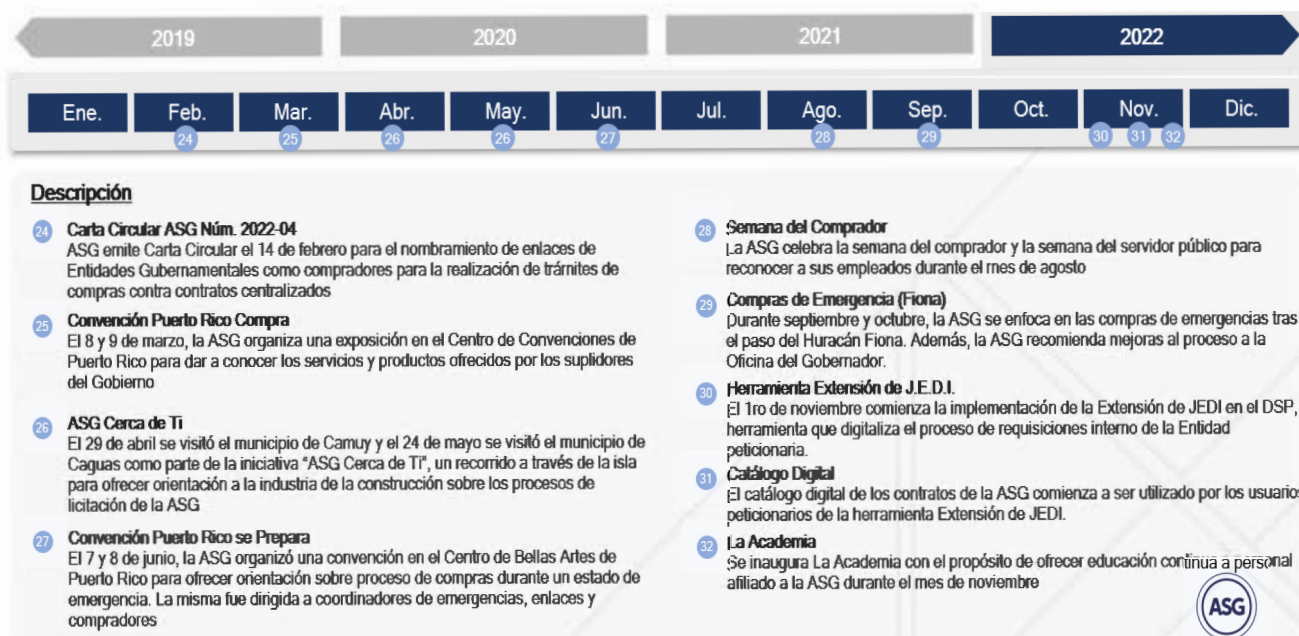 2019 2020 2021 2022
Ene. Feb. Mar. Abr. May. Jun. Jul. Ago. Sep. Oct. Nov. Dic.
24 25 26 26 27 28 29 30 31 32
Descripción
24 Carta Circular ASG Núm. 2022-04
ASG emite Carta Circular el 14 de febrero para el nombramiento de enlaces de
Entidades Gubernamentales como compradores para la realización de trámites de
compras contra contratos centralizados
25 Convención Puerto Rico Compra
El 8 y 9 de marzo, la ASG organiza una exposición en el Centro de Convenciones de
Puerto Rico para dar a conocer los servicios y productos ofrecidos por los suplidores
del Gobierno
26 ASG Cerca de Ti
El 29 de abril se visitó el municipio de Camuy y el 24 de mayo se visitó el municipio de
Caguas como parte de la iniciativa "ASG Cerca de Ti", un recorrido a través de la isla
para ofrecer orientación a la industria de la construcción sobre los procesos de
licitación de la ASG
27 Convención Puerto Rico se Prepara
El 7 y 8 de junio, la ASG organizó una convención en el Centro de Bellas Artes de
Puerto Rico para ofrecer orientación sobre proceso de compras durante un estado de
emergencia. La misma fue dirigida a coordinadores de emergencias, enlaces y
compradores
28 Semana del Comprador
La ASG celebra la semana del comprador y la semana del servidor público para
reconocer a sus empleados durante el mes de agosto
29 Compras de Emergencia (Fiona)
Durante septiembre y octubre, la ASG se enfoca en las compras de emergencias tras
el paso del Huracán Fiona. Además, la ASG recomienda mejoras al proceso a la
Oficina del Gobernador.
30 Herramienta Extensión de J.E.D.I.
El 1ro de noviembre comienza la implementación de la Extensión de JEDI en el DSP,
herramienta que digitaliza el proceso de requisiciones interno de la Entidad
peticionaria.
31 Catálogo Digital
El catálogo digital de los contratos de la ASG comienza a ser utilizado por los usuarios
peticionarios de la herramienta Extensión de JEDI.
32 La Academia
Se inaugura La Academia con el propósito de ofrecer educación continua a personal
afiliado a la ASG durante el mes de noviembre
ASG